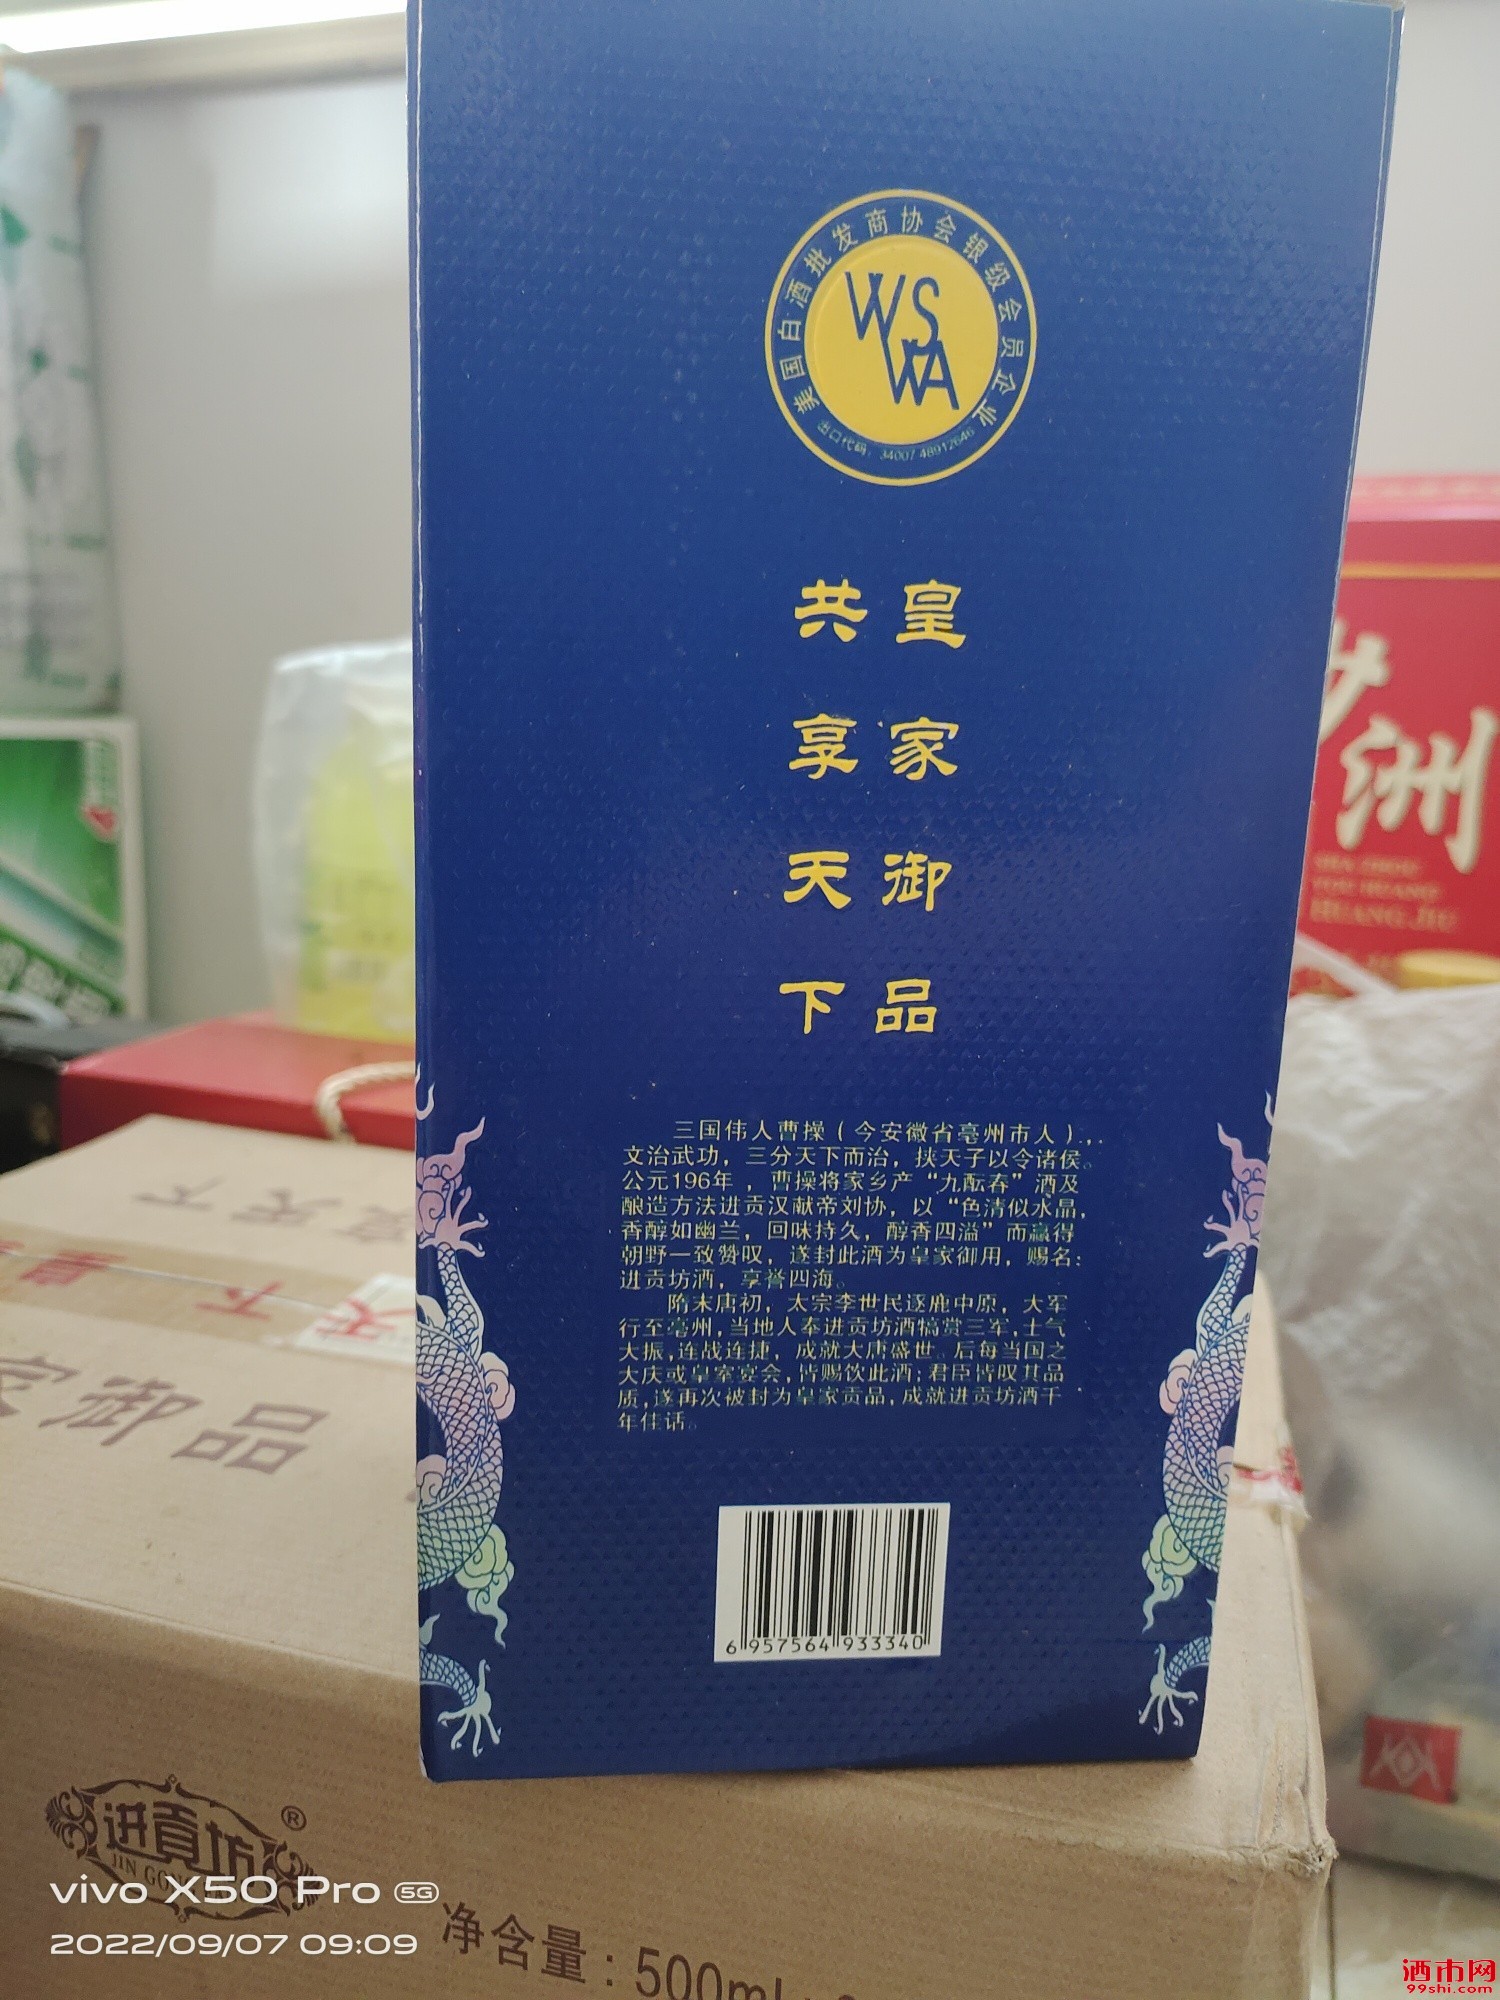 美国白酒批发商协会银级会员企业
WS
WA
出口代码：34007 48912646
皇家御品
共享天下
三国伟人曹操（今安徽省亳州市人），
文治武功，三分天下而治，挟天子以令诸侯。
公元196年，曹操将家乡产“九酝春”酒及
酿造方法进贡汉献帝刘协，以“色清似水晶，
香醇如幽兰，回味持久，醇香四溢”而赢得
朝野一致赞叹，遂封此酒为皇家御用，赐名：
进贡坊酒，享誉四海。
隋末唐初，太宗李世民逐鹿中原，大军
行至亳州，当地人奉进贡坊酒犒赏三军，士气
大振，连战连捷，成就大唐盛世。后每当国之
大庆或皇室宴会，皆赐饮此酒；君臣皆叹其品
质，遂再次被封为皇家贡品，成就进贡坊酒千
年佳话。
6 957564 933340
洲
HUANG JIU
家御品
进貢坊®
JIN GONG
净含量：500ml
vivo X50 Pro 5G
2022/09/07 09:09
酒市网
99shi.com